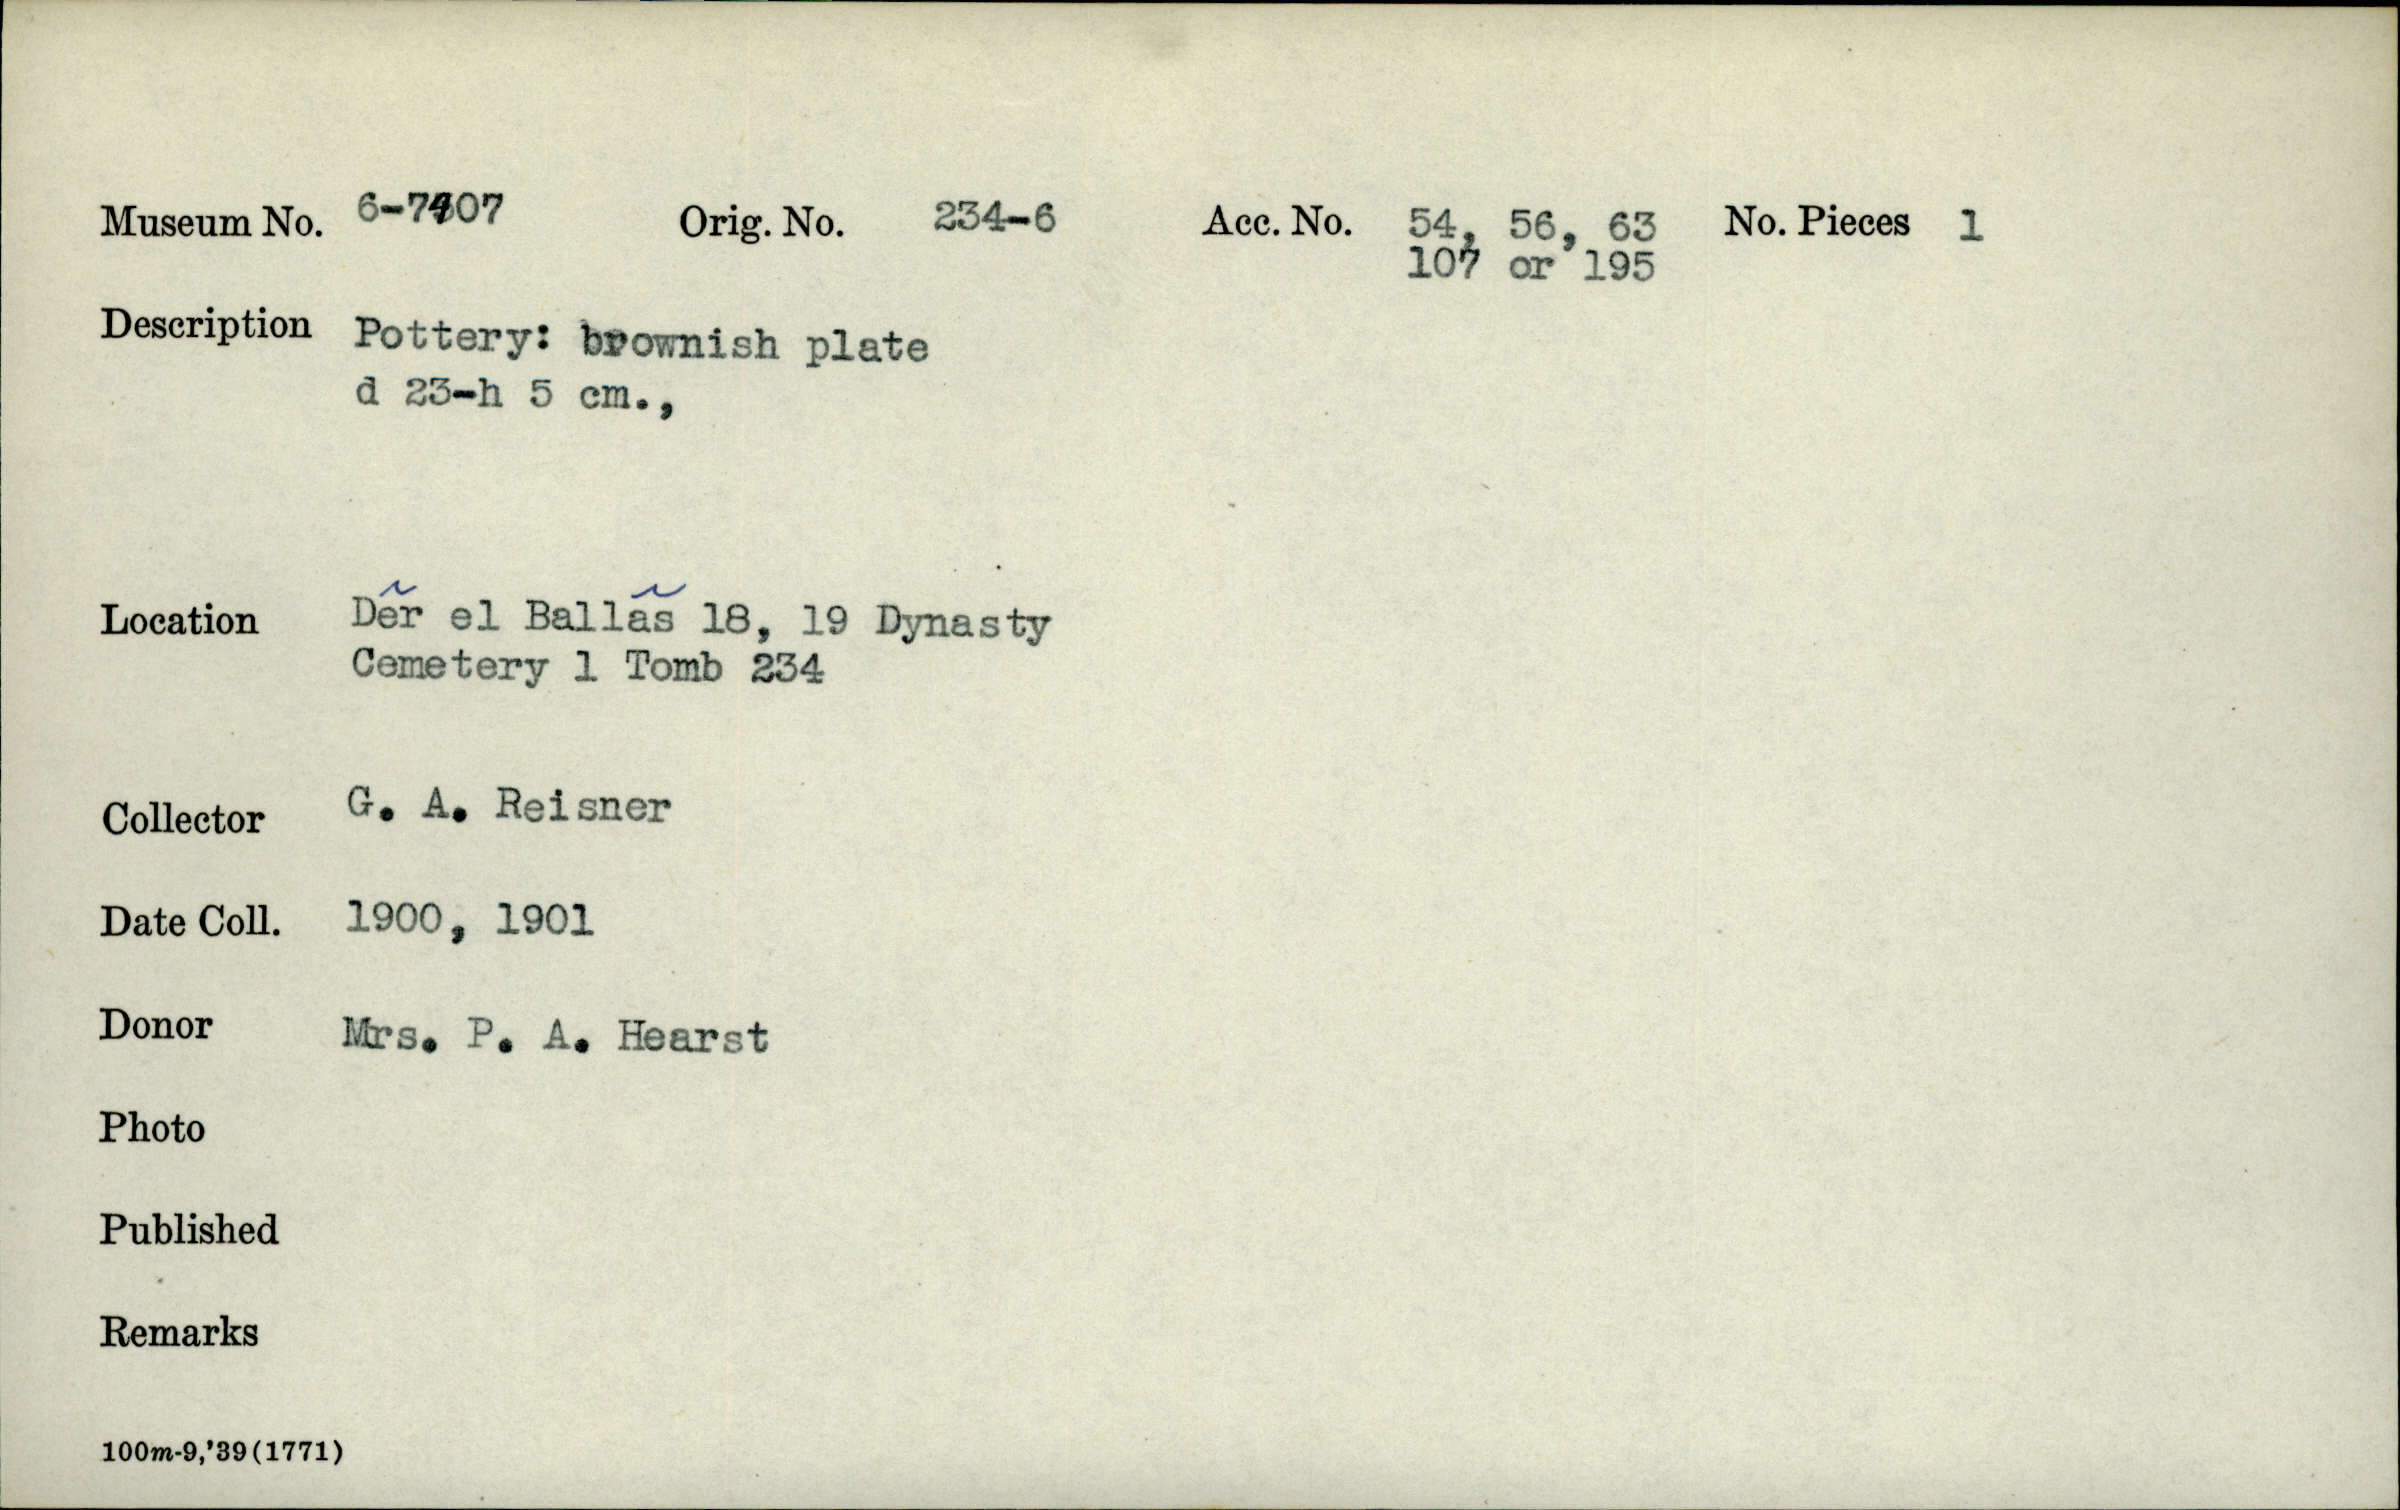 Museum No. 6-7407 Orig. No. 234-6 Acc. No. 54, 56, 63 No. Pieces 1
107 or 195
Description Pottery: brownish plate
d 23-h 5 cm.,
Location Dẽr el Ballãs 18, 19 Dynasty
Cemetery 1 Tomb 234
Collector G. A. Reisner
Date Coll. 1900, 1901
Donor Mrs. P. A. Hearst
Photo
Published
Remarks
100m-9,'39(1771)